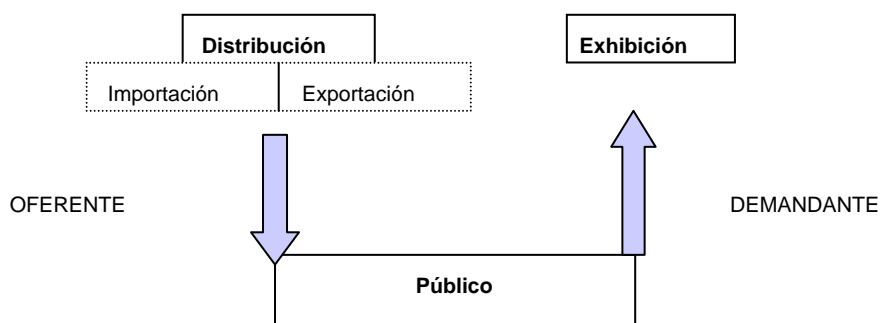 Distribución
Exhibición
Importación
Exportación
OFERENTE
DEMANDANTE
Público